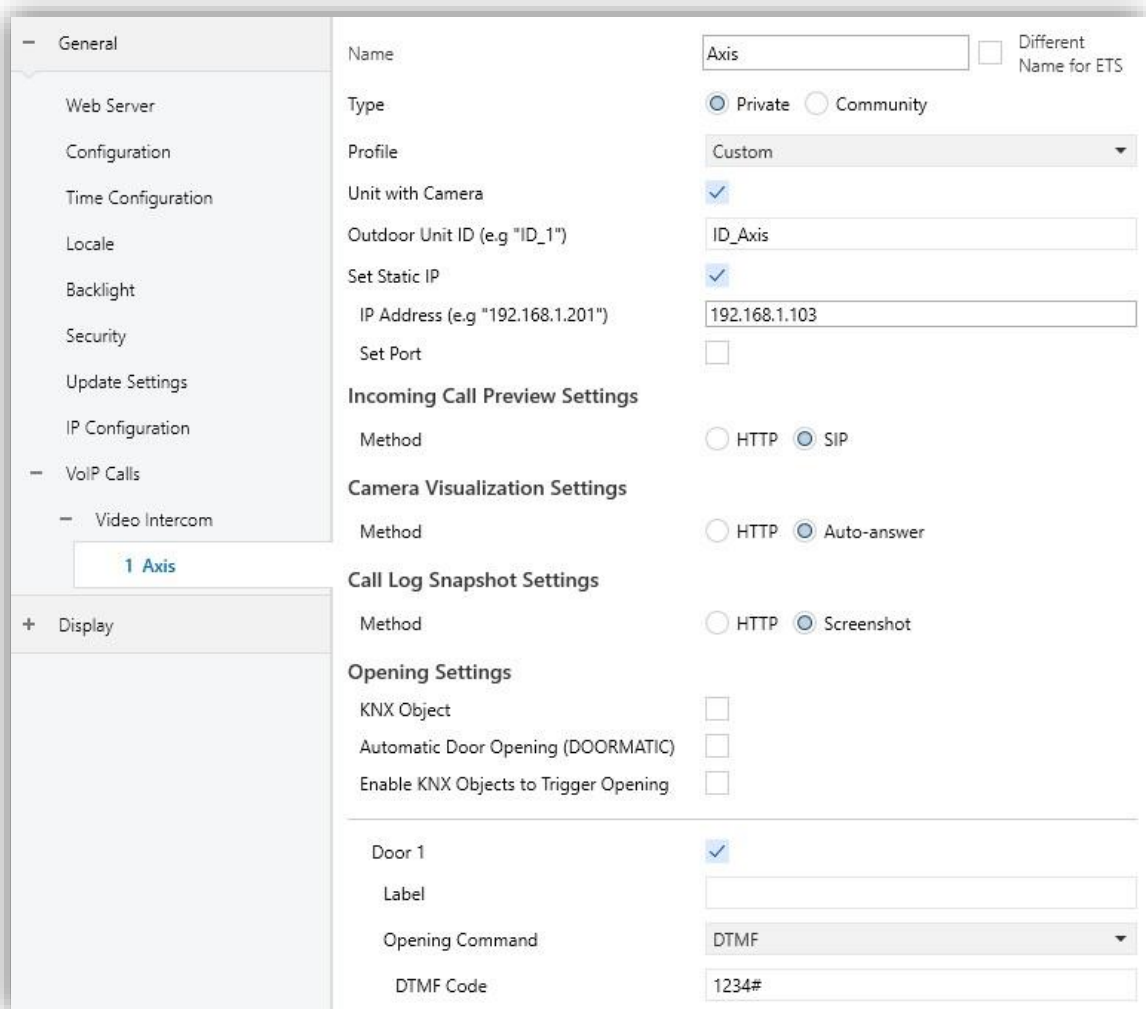 − General
Web Server
Configuration
Time Configuration
Locale
Backlight
Security
Update Settings
IP Configuration
− VoIP Calls
− Video Intercom
1 Axis
+ Display
Name Axis Different Name for ETS
Type Private Community
Profile Custom
Unit with Camera
Outdoor Unit ID (e.g "ID_1") ID_Axis
Set Static IP
IP Address (e.g "192.168.1.201") 192.168.1.103
Set Port
Incoming Call Preview Settings
Method HTTP SIP
Camera Visualization Settings
Method HTTP Auto-answer
Call Log Snapshot Settings
Method HTTP Screenshot
Opening Settings
KNX Object
Automatic Door Opening (DOORMATIC)
Enable KNX Objects to Trigger Opening
Door 1
Label
Opening Command DTMF
DTMF Code 1234#